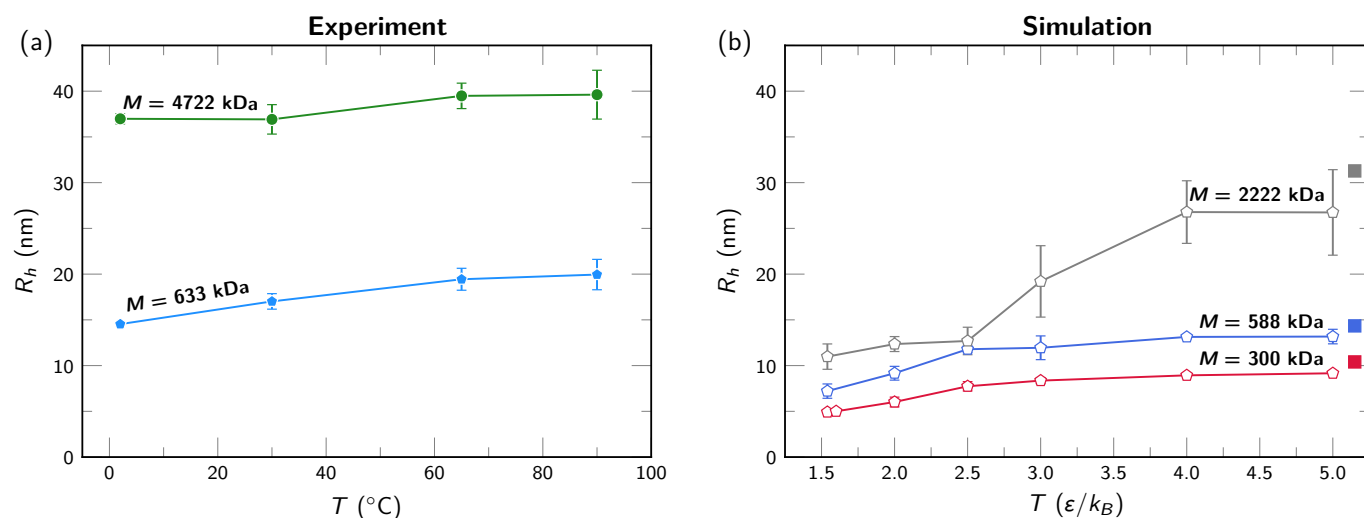 (a)
Experiment
M = 4722 kDa
M = 633 kDa
R_h (nm)
0
10
20
30
40
0
20
40
60
80
100
T (°C)
(b)
Simulation
M = 2222 kDa
M = 588 kDa
M = 300 kDa
R_h (nm)
0
10
20
30
40
1.5
2.0
2.5
3.0
3.5
4.0
4.5
5.0
T (ε/k_B)